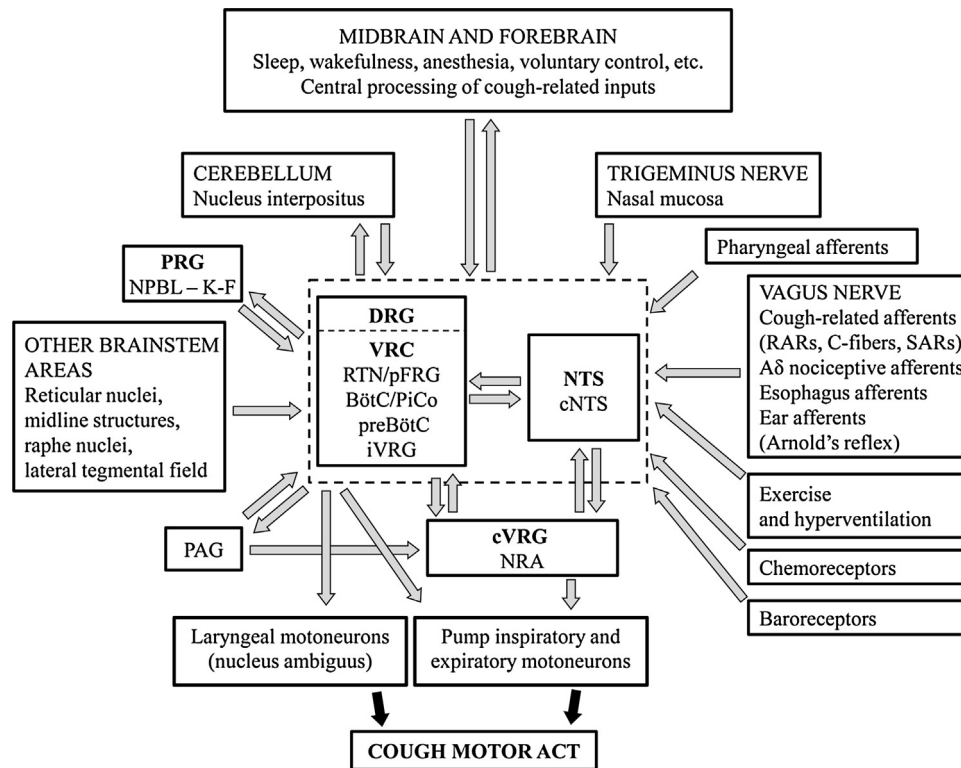 MIDBRAIN AND FOREBRAIN
Sleep, wakefulness, anesthesia, voluntary control, etc.
Central processing of cough-related inputs
CEREBELLUM
Nucleus interpositus
TRIGEMINUS NERVE
Nasal mucosa
Pharyngeal afferents
PRG
NPBL – K-F
VAGUS NERVE
Cough-related afferents
(RARs, C-fibers, SARs)
Aδ nociceptive afferents
Esophagus afferents
Ear afferents
(Arnold’s reflex)
OTHER BRAINSTEM
AREAS
Reticular nuclei,
midline structures,
raphe nuclei,
lateral tegmental field
DRG
VRC
RTN/pFRG
BötC/PiCo
preBötC
iVRG
NTS
cNTS
Exercise
and hyperventilation
PAG
cVRG
NRA
Chemoreceptors
Baroreceptors
Laryngeal motoneurons
(nucleus ambiguus)
Pump inspiratory and
expiratory motoneurons
COUGH MOTOR ACT